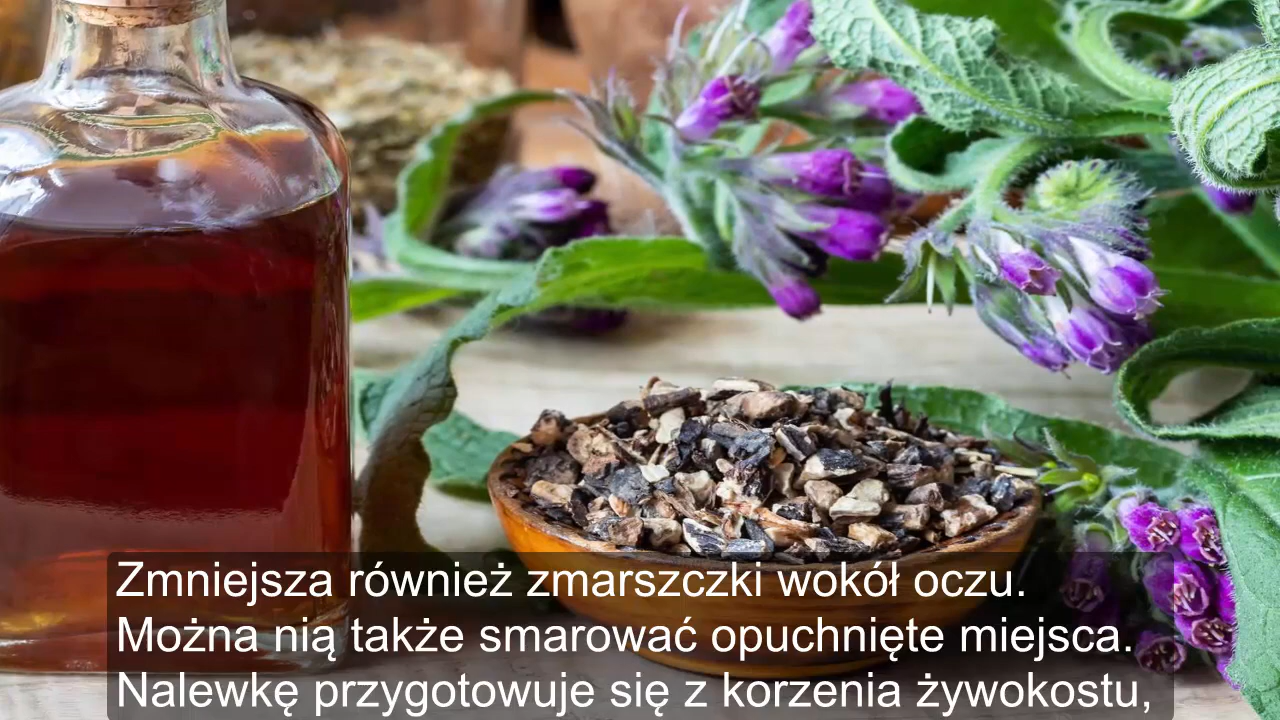 Zmniejsza również zmarszczki wokół oczu.
Można nią także smarować opuchnięte miejsca.
Nalewkę przygotowuje się z korzenia żywokostu,